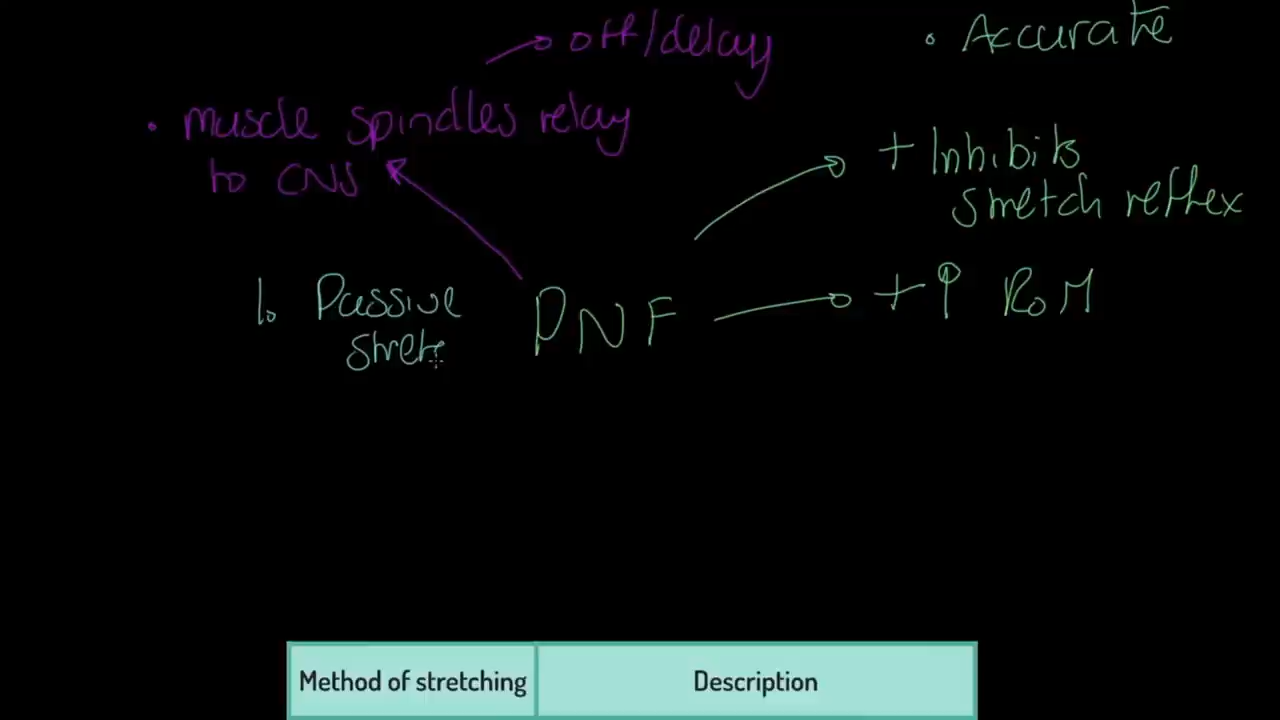 → off/delay
• Accurate
• muscle spindles relay
to CNS
+ Inhibits
stretch reflex
1. Passive
stret
PNF
+ ↑ RoM
Method of stretching
Description